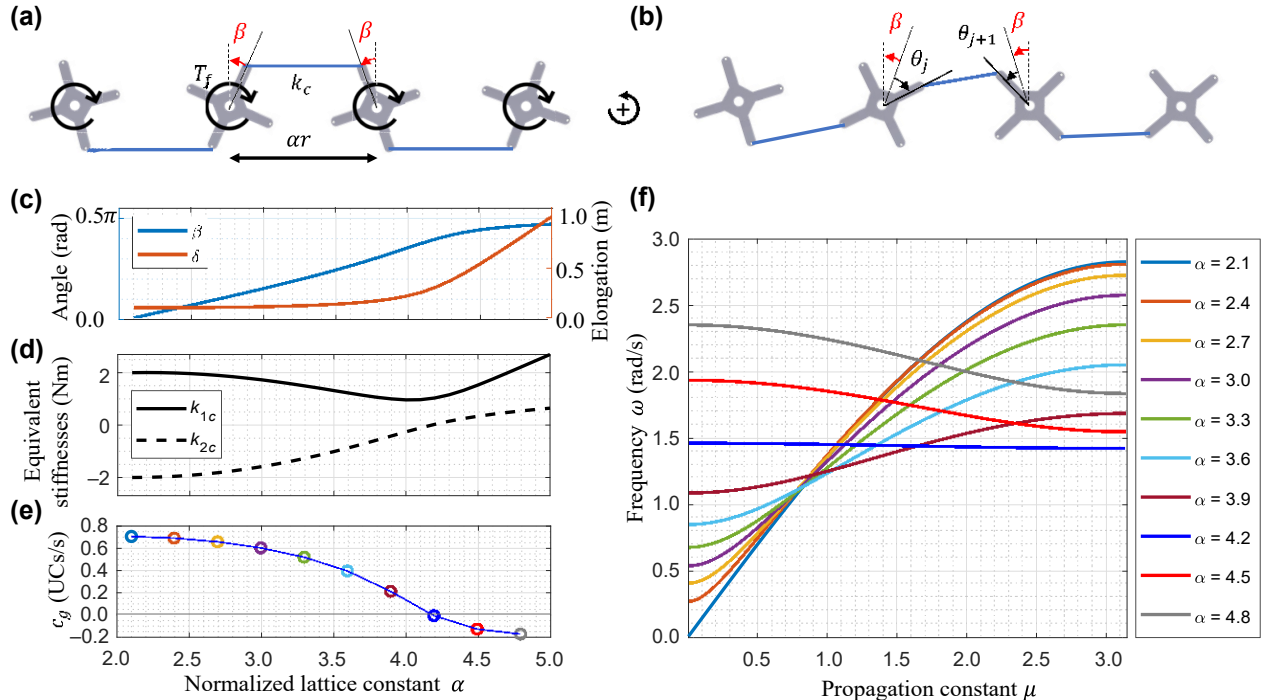 (a)
β
β
T_f
k_c
αr
(b)
β
β
θ_j
θ_{j+1}
(c)
Angle (rad)
0.5π
0.0
β
δ
1.0
0.5
0.0
Elongation (m)
(d)
Equivalent
stiffnesses (Nm)
2
0
−2
k_{1c}
k_{2c}
(e)
c_g (UCs/s)
0.8
0.6
0.4
0.2
0.0
−0.2
2.0 2.5 3.0 3.5 4.0 4.5 5.0
Normalized lattice constant α
(f)
Frequency ω (rad/s)
3.0
2.5
2.0
1.5
1.0
0.5
0.0
0.5 1.0 1.5 2.0 2.5 3.0
Propagation constant μ
α = 2.1
α = 2.4
α = 2.7
α = 3.0
α = 3.3
α = 3.6
α = 3.9
α = 4.2
α = 4.5
α = 4.8